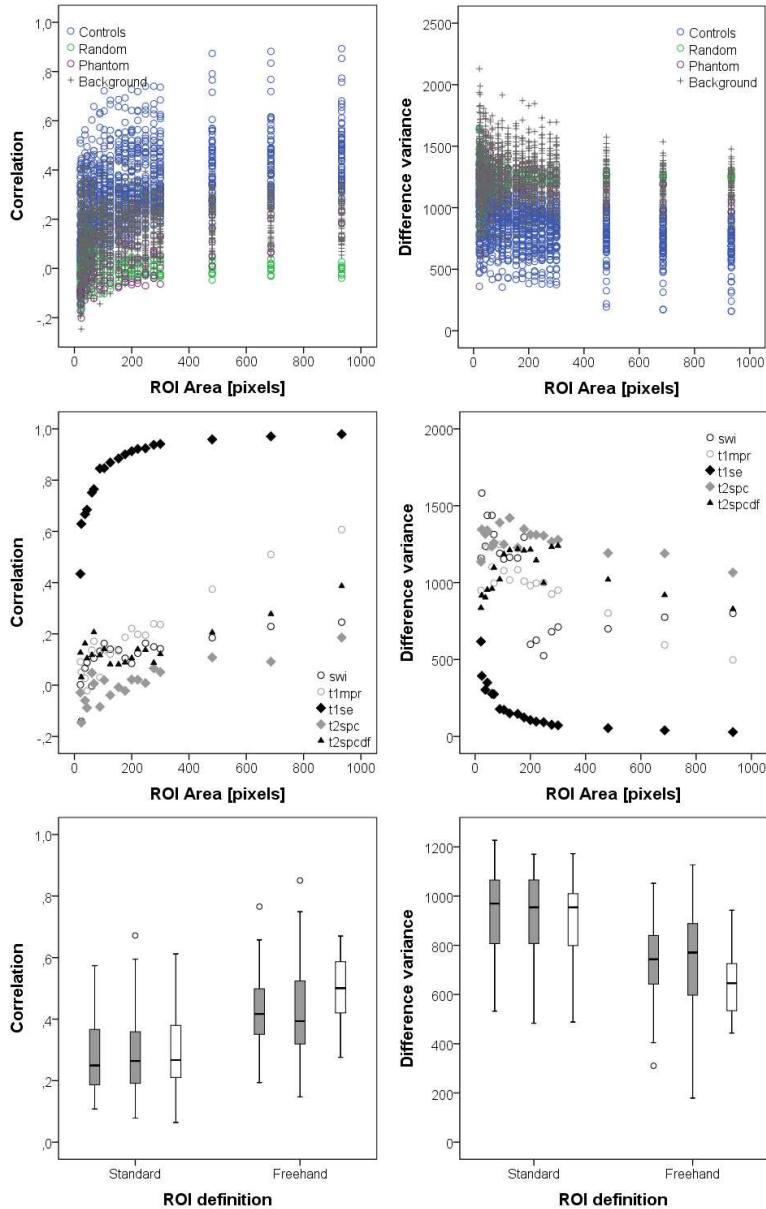 1,0
,8
,6
,4
,2
,0
-,2
Correlation
Controls
Random
Phantom
Background
0 200 400 600 800 1000
ROI Area [pixels]
2500
2000
1500
1000
500
0
Difference variance
Controls
Random
Phantom
Background
0 200 400 600 800 1000
ROI Area [pixels]
1,0
,8
,6
,4
,2
,0
-,2
Correlation
swi
t1mpr
t1se
t2spc
t2spcdf
0 200 400 600 800 1000
ROI Area [pixels]
2000
1500
1000
500
0
Difference variance
swi
t1mpr
t1se
t2spc
t2spcdf
0 200 400 600 800 1000
ROI Area [pixels]
1,0
,8
,6
,4
,2
,0
Correlation
Standard Freehand
ROI definition
1200
1000
800
600
400
200
0
Difference variance
Standard Freehand
ROI definition